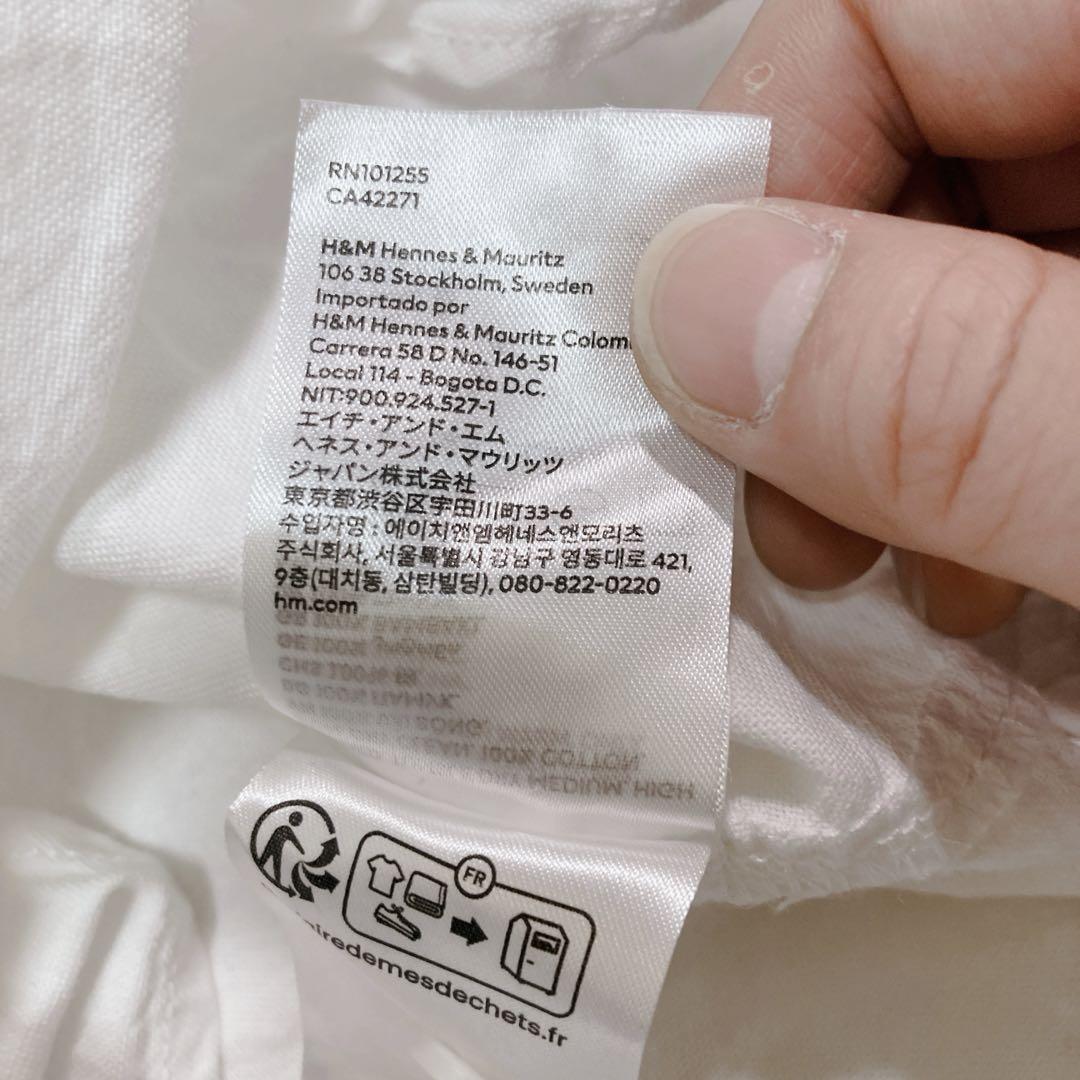 RN101255
CA42271
H&M Hennes & Mauritz
106 38 Stockholm, Sweden
Importado por
H&M Hennes & Mauritz Colom
Carrera 58 D No. 146-51
Local 114 - Bogota D.C.
NIT:900.924.527-1
エイチ・アンド・エム
ヘネス・アンド・マウリッツ
ジャパン株式会社
東京都渋谷区宇田川町33-6
수입자명 : 에이치앤엠헤네스앤모리츠
주식회사, 서울특별시 강남구 영동대로 421,
9층(대치동, 삼탄빌딩), 080-822-0220
hm.com
100% COTTON
MEDIUM, HIGH
FR
iredemesdechets.fr